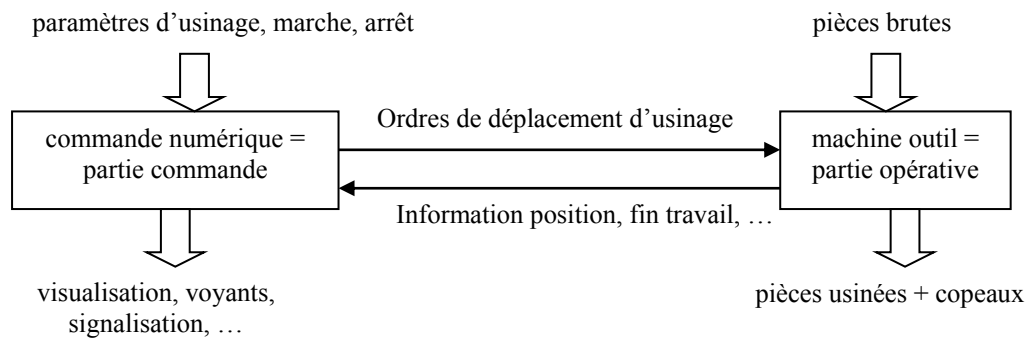 paramètres d’usinage, marche, arrêt
pièces brutes
commande numérique =
partie commande
Ordres de déplacement d’usinage
machine outil =
partie opérative
Information position, fin travail, …
visualisation, voyants,
signalisation, …
pièces usinées + copeaux